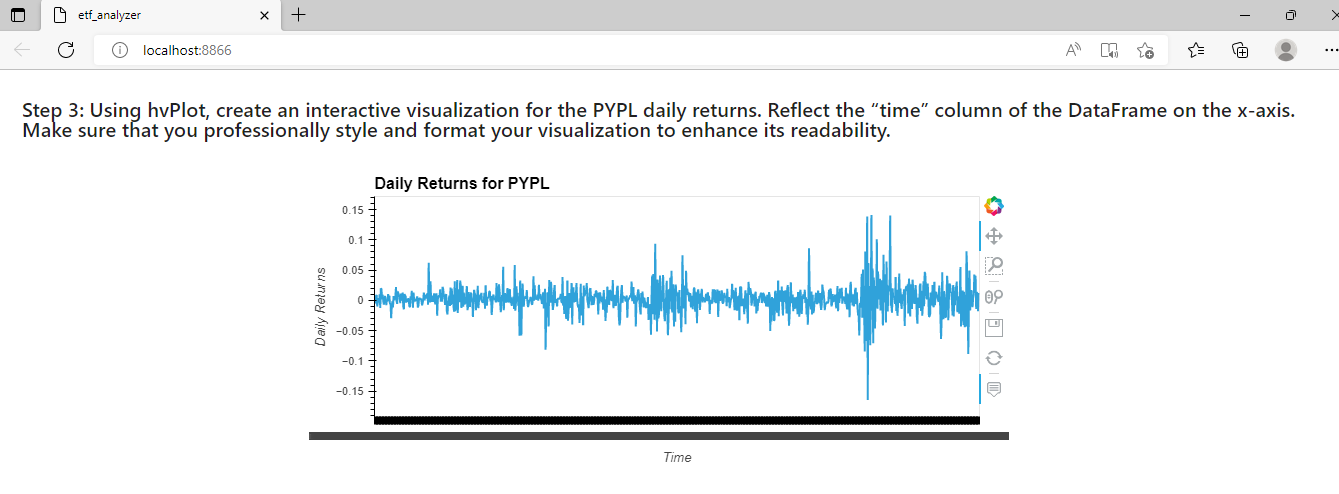 etf_analyzer
localhost:8866
Step 3: Using hvPlot, create an interactive visualization for the PYPL daily returns. Reflect the “time” column of the DataFrame on the x-axis.
Make sure that you professionally style and format your visualization to enhance its readability.
Daily Returns for PYPL
0.15
0.1
0.05
0
−0.05
−0.1
−0.15
Daily Returns
Time